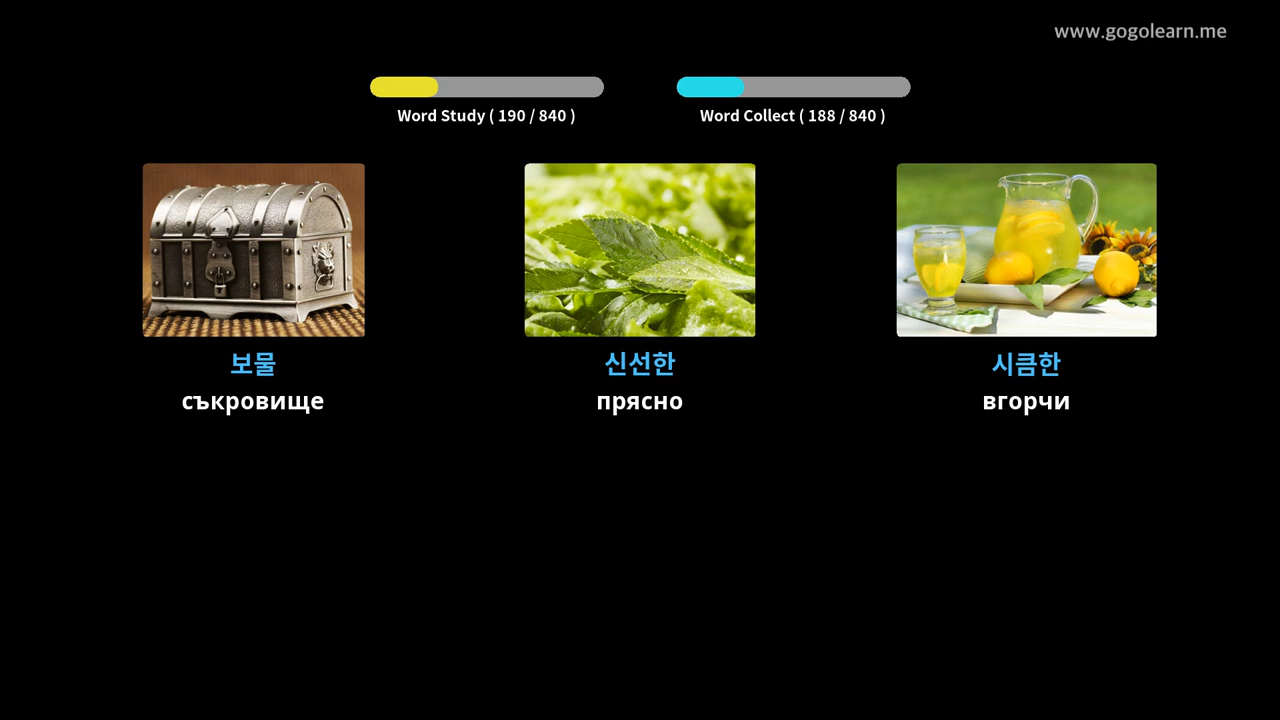 www.gogolearn.me
Word Study ( 190 / 840 )
Word Collect ( 188 / 840 )
보물
съкровище
신선한
прясно
시큼한
вгорчи